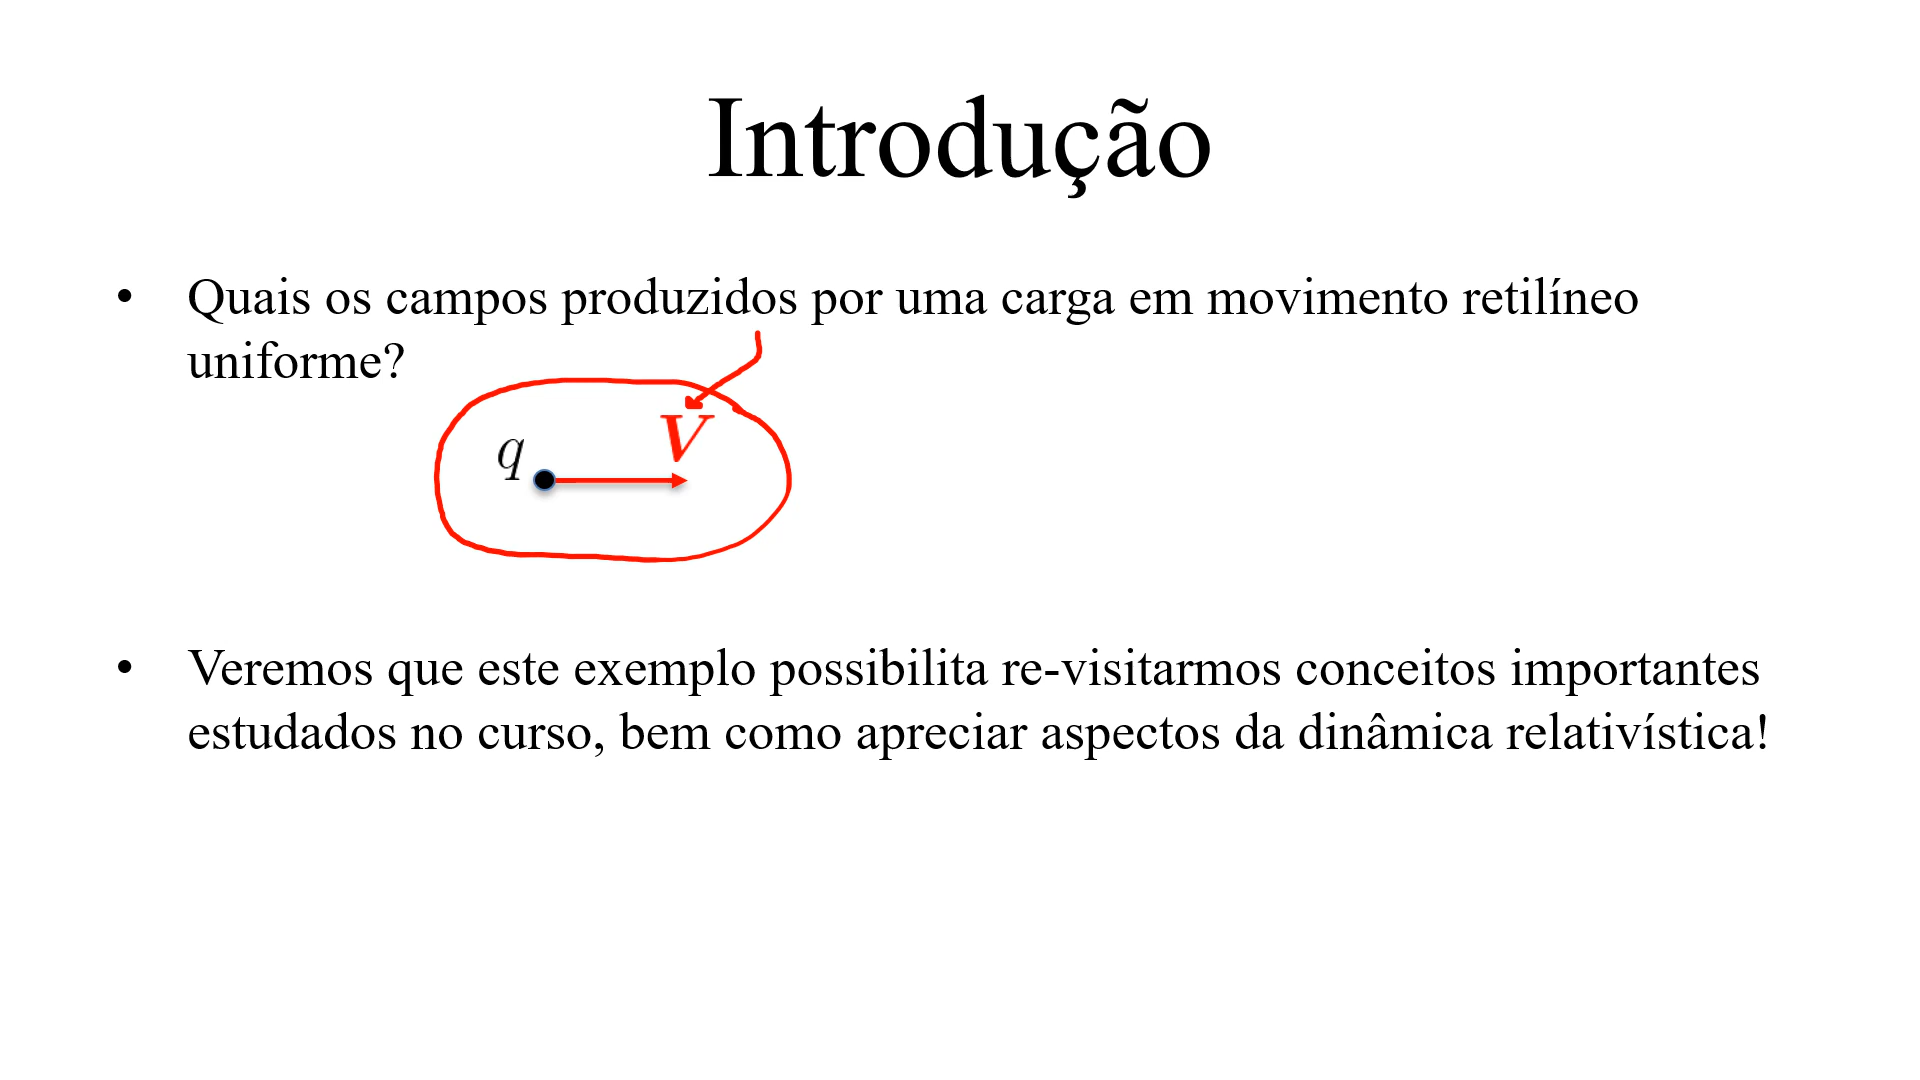 Introdução
• Quais os campos produzidos por uma carga em movimento retilíneo
uniforme?
V
q
• Veremos que este exemplo possibilita re-visitarmos conceitos importantes
estudados no curso, bem como apreciar aspectos da dinâmica relativística!